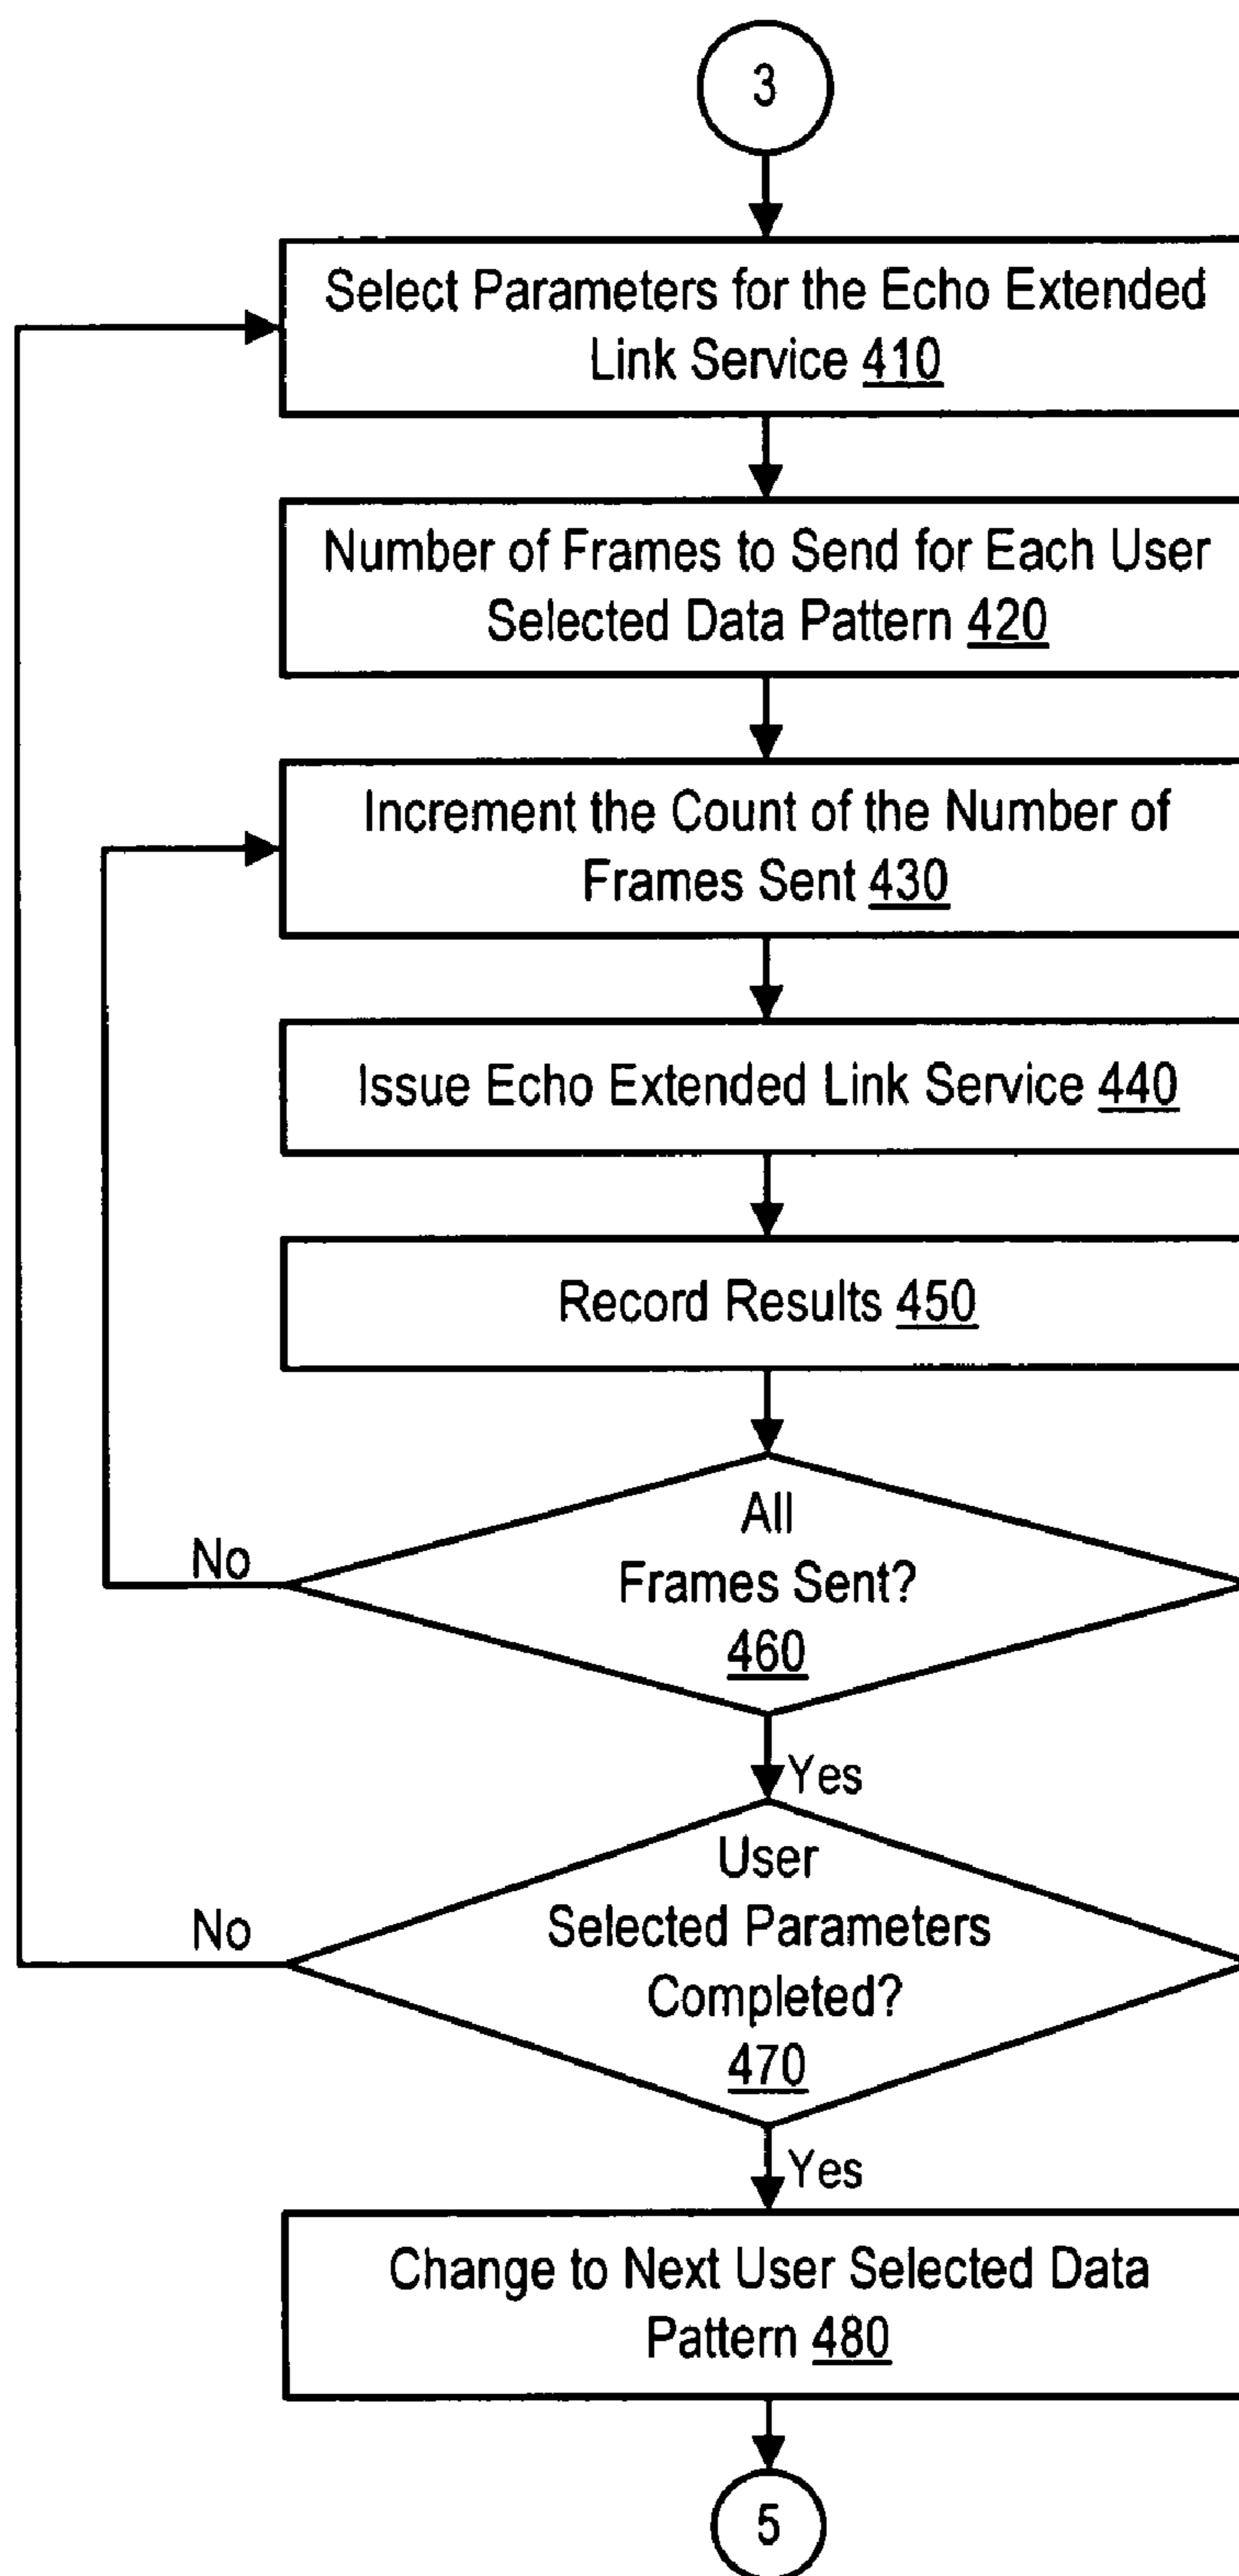 3
Select Parameters for the Echo Extended
Link Service 410
Number of Frames to Send for Each User
Selected Data Pattern 420
Increment the Count of the Number of
Frames Sent 430
Issue Echo Extended Link Service 440
Record Results 450
All
Frames Sent?
460
No
Yes
User
Selected Parameters
Completed?
470
No
Yes
Change to Next User Selected Data
Pattern 480
5